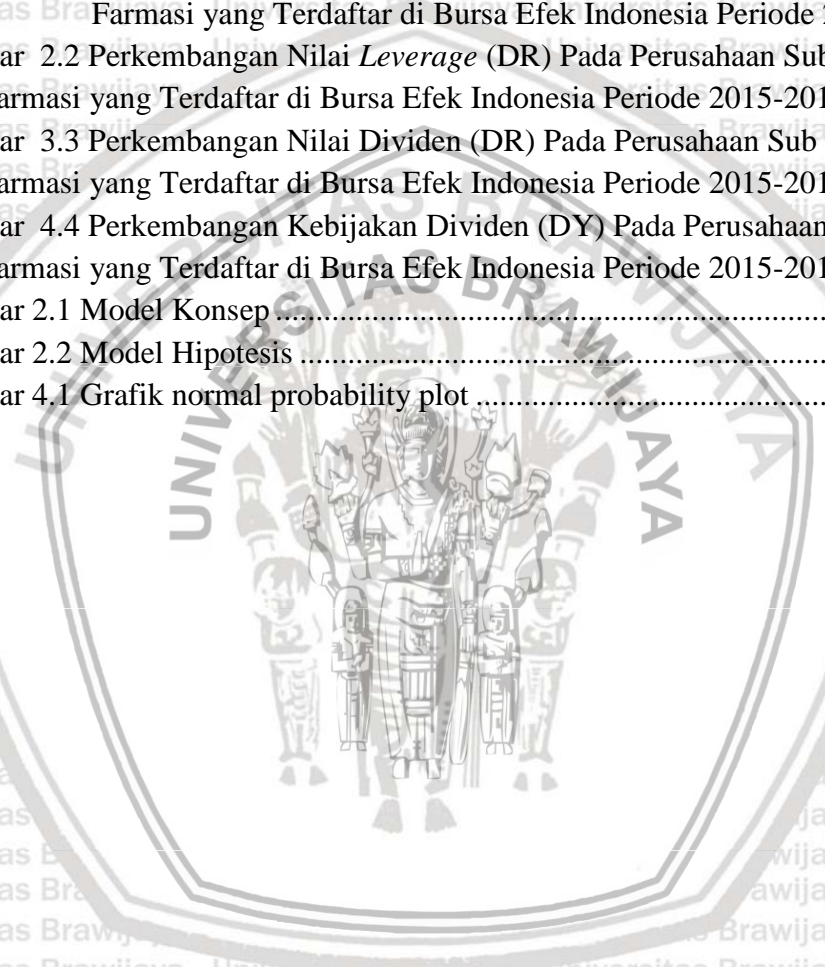 Farmasi yang Terdaftar di Bursa Efek Indonesia Periode
ar 2.2 Perkembangan Nilai Leverage (DR) Pada Perusahaan Sub
armasi yang Terdaftar di Bursa Efek Indonesia Periode 2015-201
ar 3.3 Perkembangan Nilai Dividen (DR) Pada Perusahaan Sub
armasi yang Terdaftar di Bursa Efek Indonesia Periode 2015-201
ar 4.4 Perkembangan Kebijakan Dividen (DY) Pada Perusahaan
armasi yang Terdaftar di Bursa Efek Indonesia Periode 2015-201
ar 2.1 Model Konsep ........................................................
ar 2.2 Model Hipotesis ....................................................
ar 4.1 Grafik normal probability plot ................................
UNIVERSITAS BRAWIJAYA
UNIVERSITAS BRAWIJAYA